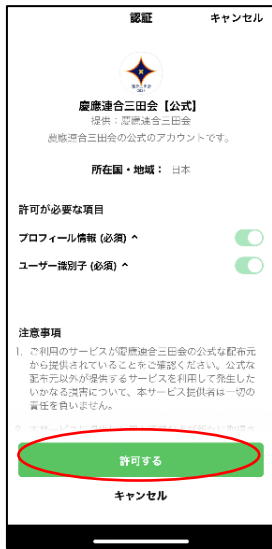 認証
キャンセル
慶應連合三田会【公式】
提供：慶應連合三田会
慶應連合三田会の公式のアカウントです。
所在国・地域： 日本
許可が必要な項目
プロフィール情報 (必須)
ユーザー識別子 (必須)
注意事項
1. ご利用のサービスが慶應連合三田会の公式な配布元
から提供されていることをご確認ください。公式な
配布元以外が提供するサービスを利用して発生した
いかなる損害について、本サービス提供者は一切の
責任を負いません。
許可する
キャンセル